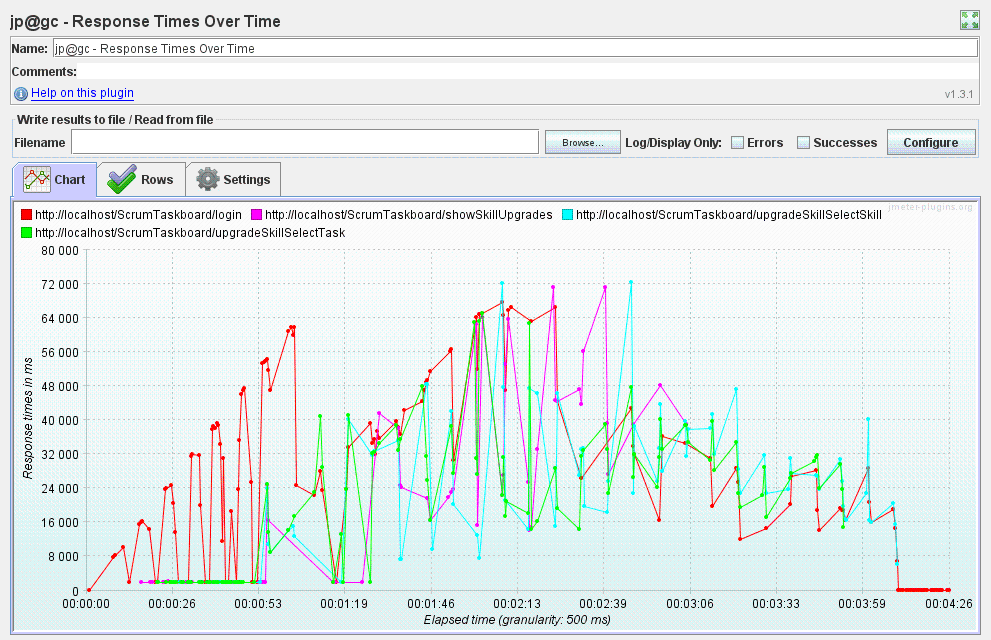 jp@gc - Response Times Over Time
Name: jp@gc - Response Times Over Time
Comments:
Help on this plugin
v1.3.1
Write results to file / Read from file
Filename Browse... Log/Display Only: Errors Successes Configure
Chart Rows Settings
http://localhost/ScrumTaskboard/login http://localhost/ScrumTaskboard/showSkillUpgrades http://localhost/ScrumTaskboard/upgradeSkillSelectSkill
jmeter-plugins.org
http://localhost/ScrumTaskboard/upgradeSkillSelectTask
80 000
72 000
64 000
56 000
48 000
40 000
32 000
24 000
16 000
8 000
0
Response times in ms
00:00:00 00:00:26 00:00:53 00:01:19 00:01:46 00:02:13 00:02:39 00:03:06 00:03:33 00:03:59 00:04:26
Elapsed time (granularity: 500 ms)